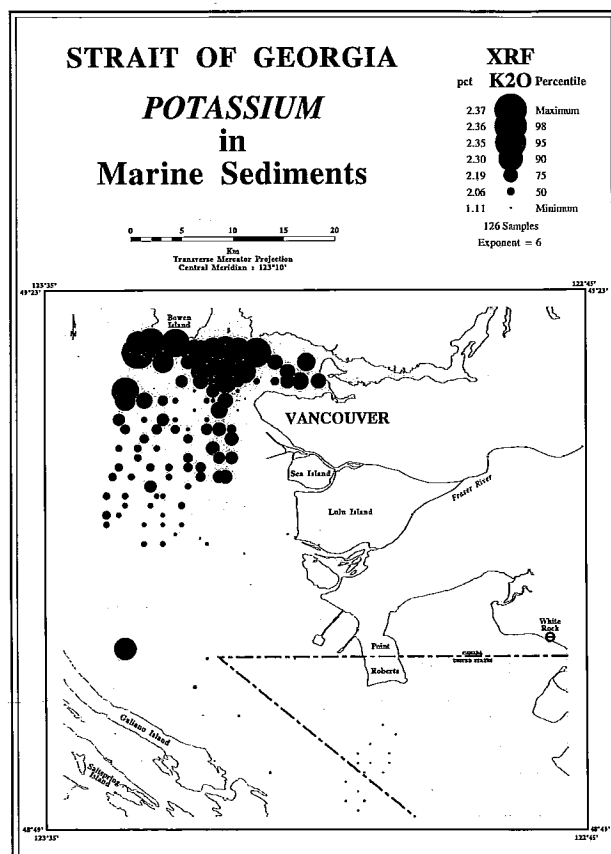 STRAIT OF GEORGIA
POTASSIUM
in
Marine Sediments
XRF
pct K2O Percentile
2.37 Maximum
2.36 98
2.35 95
2.30 90
2.19 75
2.06 50
1.11 Minimum
126 Samples
Exponent = 6
0 5 10 15 20
Km
Transverse Mercator Projection
Central Meridian : 123°10'
123°35'
49°23'
122°45'
49°23'
Bowen
Island
VANCOUVER
Sea Island
Lulu Island
Fraser River
White
Rock
Point
Roberts
CANADA
UNITED STATES
Galiano Island
Saltspring
Island
48°49'
123°35'
48°49'
122°45'